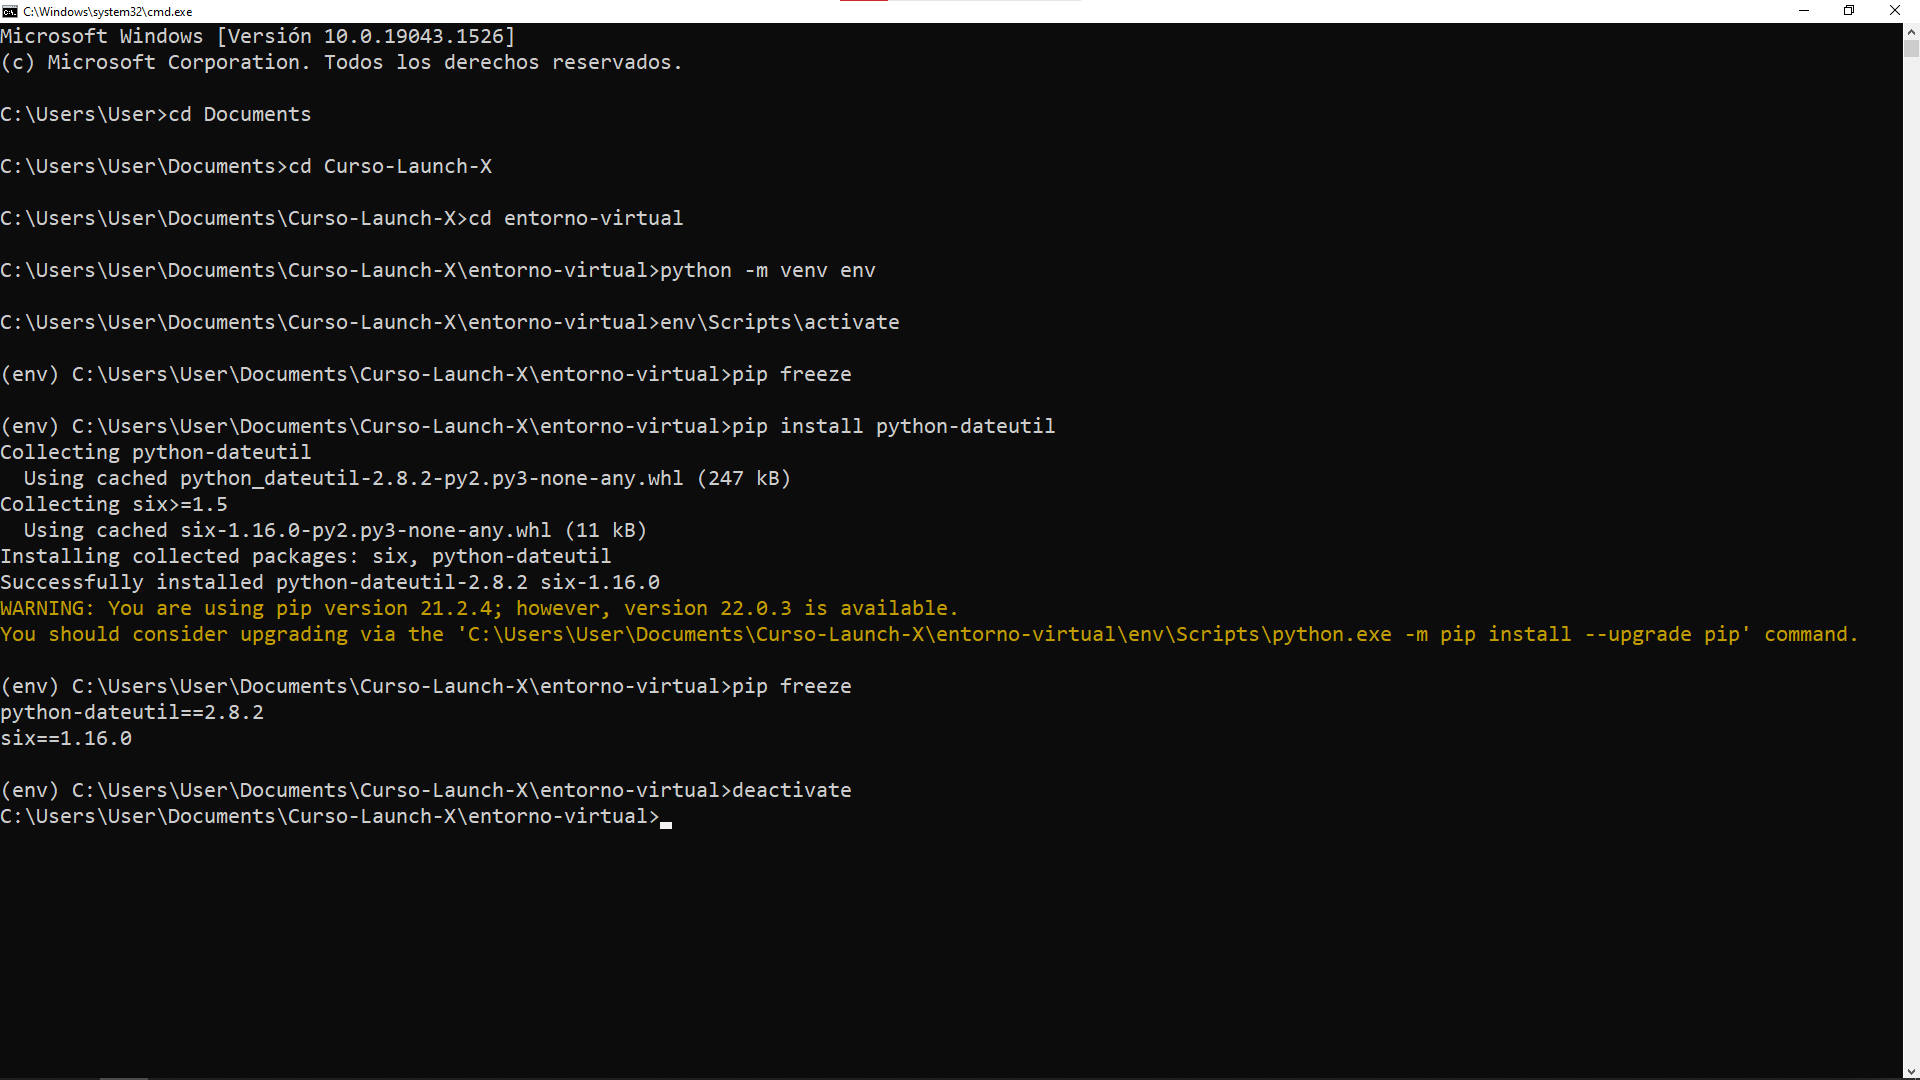 C:\Windows\system32\cmd.exe
Microsoft Windows [Versión 10.0.19043.1526]
(c) Microsoft Corporation. Todos los derechos reservados.
C:\Users\User>cd Documents
C:\Users\User\Documents>cd Curso-Launch-X
C:\Users\User\Documents\Curso-Launch-X>cd entorno-virtual
C:\Users\User\Documents\Curso-Launch-X\entorno-virtual>python -m venv env
C:\Users\User\Documents\Curso-Launch-X\entorno-virtual>env\Scripts\activate
(env) C:\Users\User\Documents\Curso-Launch-X\entorno-virtual>pip freeze
(env) C:\Users\User\Documents\Curso-Launch-X\entorno-virtual>pip install python-dateutil
Collecting python-dateutil
  Using cached python_dateutil-2.8.2-py2.py3-none-any.whl (247 kB)
Collecting six>=1.5
  Using cached six-1.16.0-py2.py3-none-any.whl (11 kB)
Installing collected packages: six, python-dateutil
Successfully installed python-dateutil-2.8.2 six-1.16.0
WARNING: You are using pip version 21.2.4; however, version 22.0.3 is available.
You should consider upgrading via the 'C:\Users\User\Documents\Curso-Launch-X\entorno-virtual\env\Scripts\python.exe -m pip install --upgrade pip' command.
(env) C:\Users\User\Documents\Curso-Launch-X\entorno-virtual>pip freeze
python-dateutil==2.8.2
six==1.16.0
(env) C:\Users\User\Documents\Curso-Launch-X\entorno-virtual>deactivate
C:\Users\User\Documents\Curso-Launch-X\entorno-virtual>